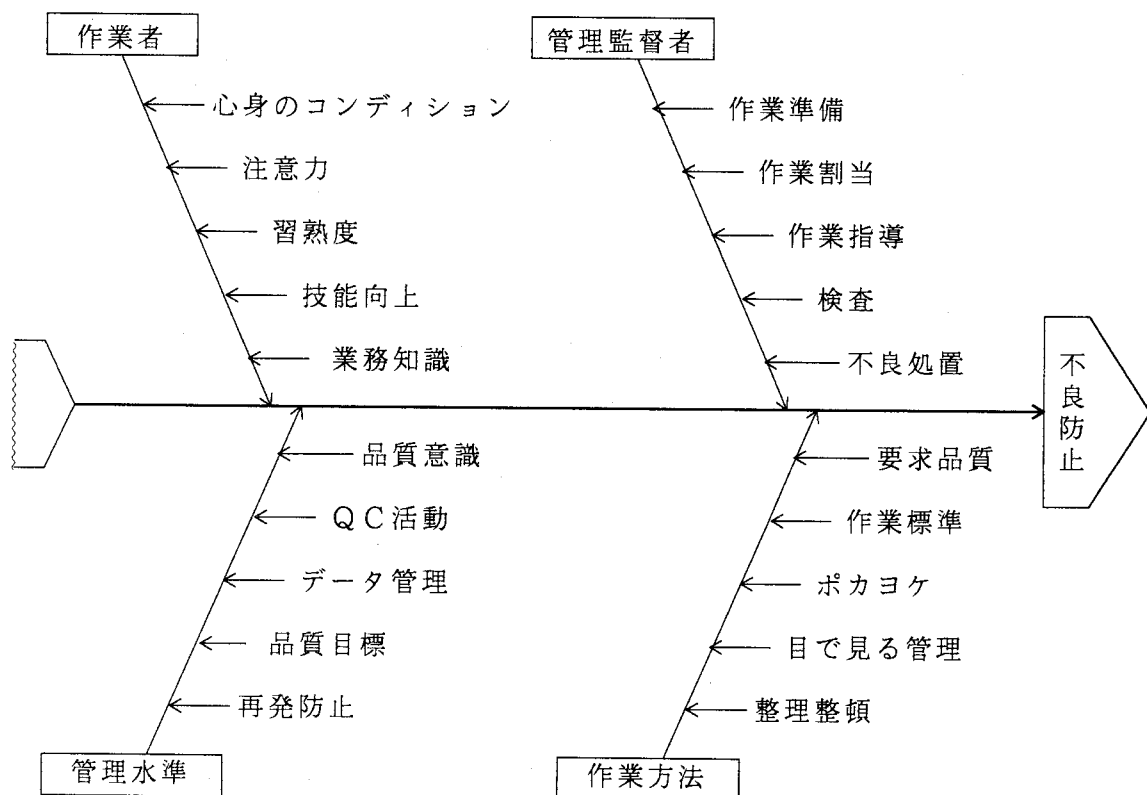 作業者
管理監督者
心身のコンディション
注意力
習熟度
技能向上
業務知識
作業準備
作業割当
作業指導
検査
不良処置
不良防止
品質意識
QC活動
データ管理
品質目標
再発防止
要求品質
作業標準
ポカヨケ
目で見る管理
整理整頓
管理水準
作業方法